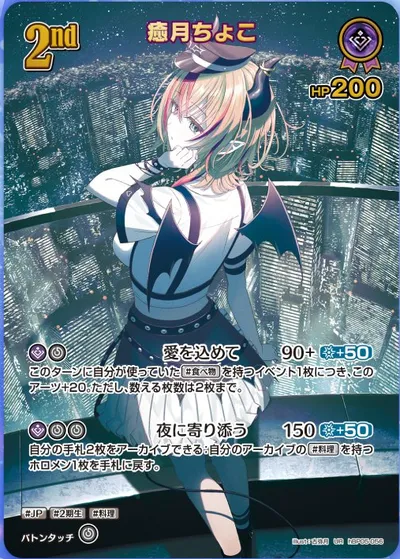 2nd
癒月ちょこ
HP200
愛を込めて 90+ +50
このターンに自分が使っていた #食べ物 を持つイベント1枚につき、この
アーツ+20。ただし、数える枚数は2枚まで。
夜に寄り添う 150 +50
自分の手札2枚をアーカイブできる：自分のアーカイブの #料理 を持つ
ホロメン1枚を手札に戻す。
#JP #2期生 #料理
バトンタッチ
illust: UR